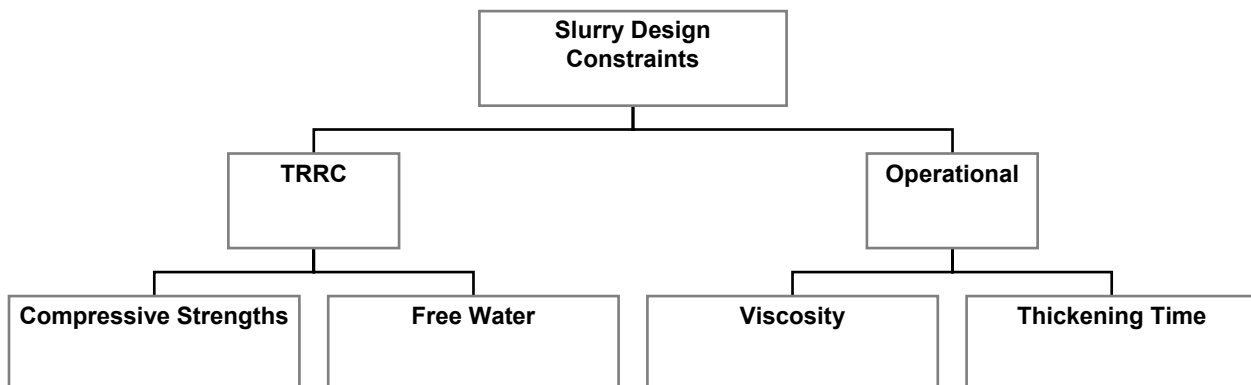 Slurry Design
Constraints
TRRC
Operational
Compressive Strengths
Free Water
Viscosity
Thickening Time